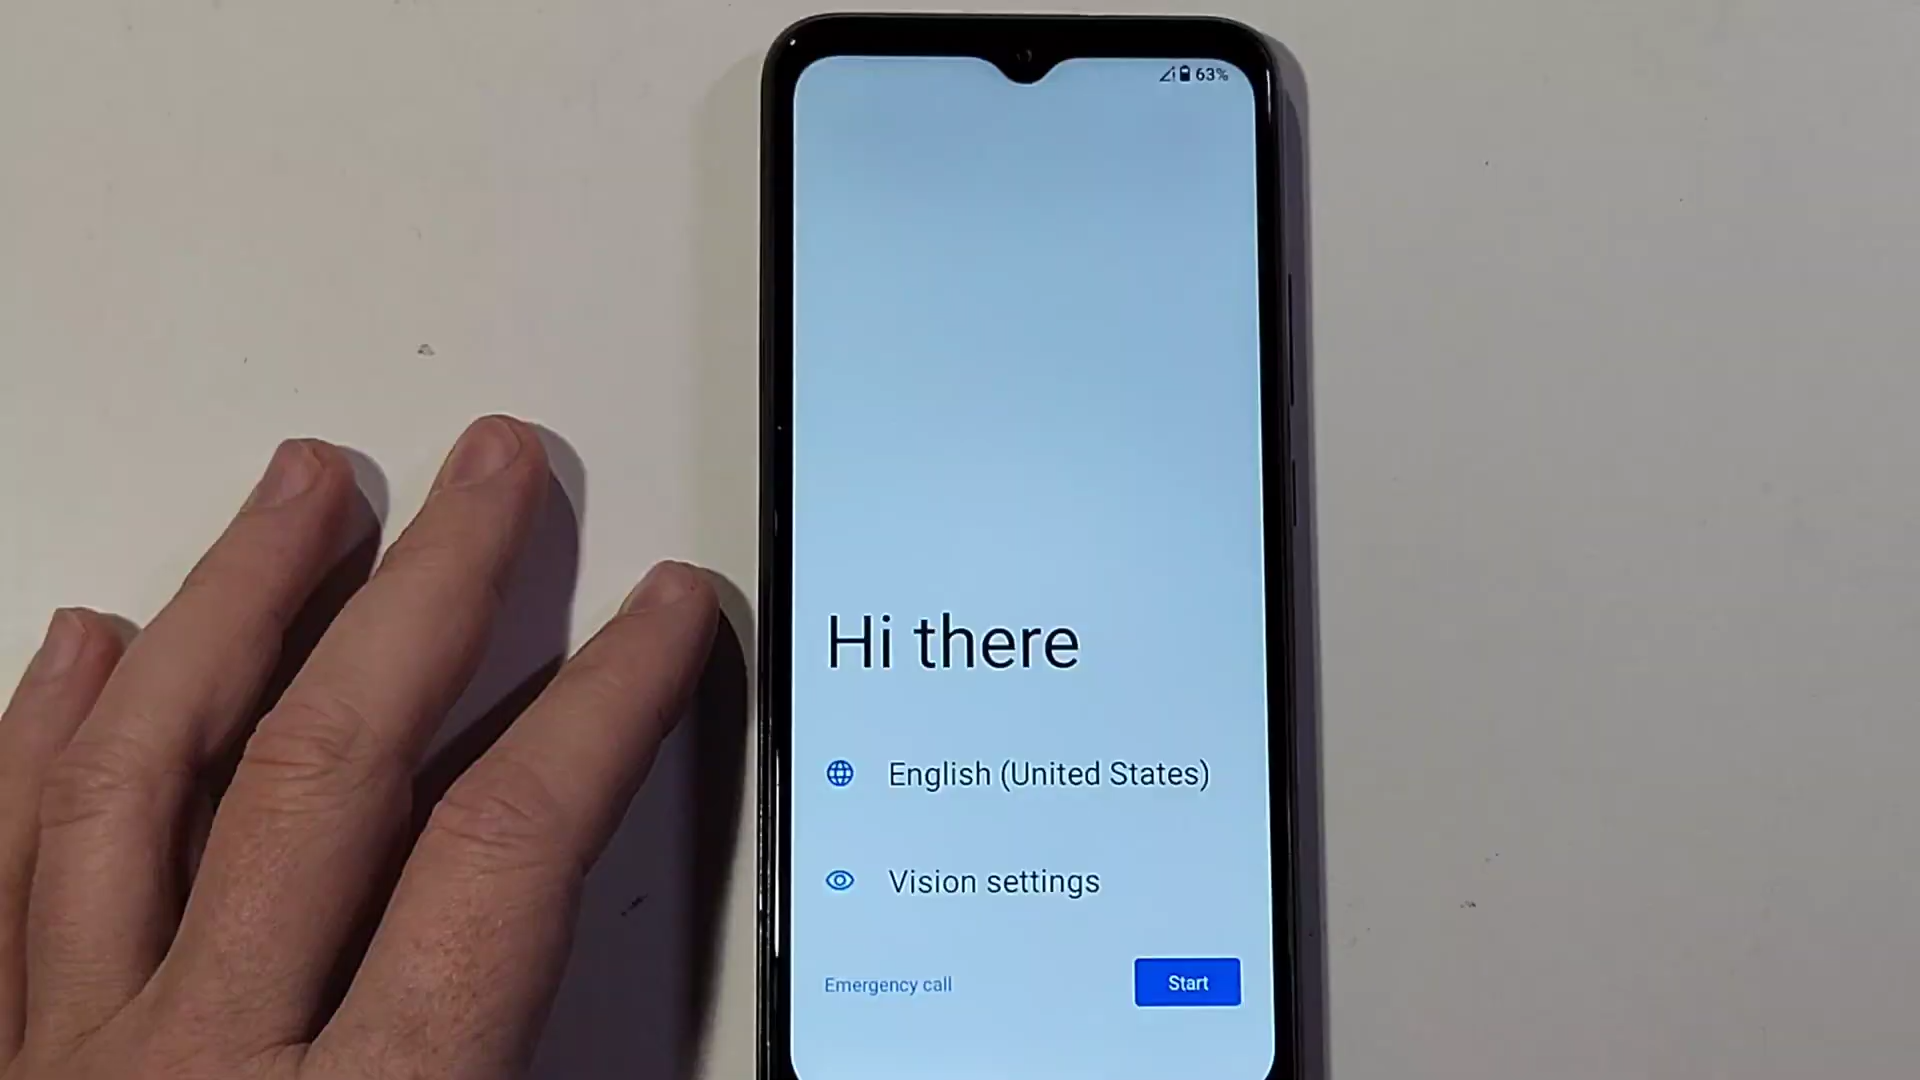 63%
Hi there
English (United States)
Vision settings
Emergency call
Start